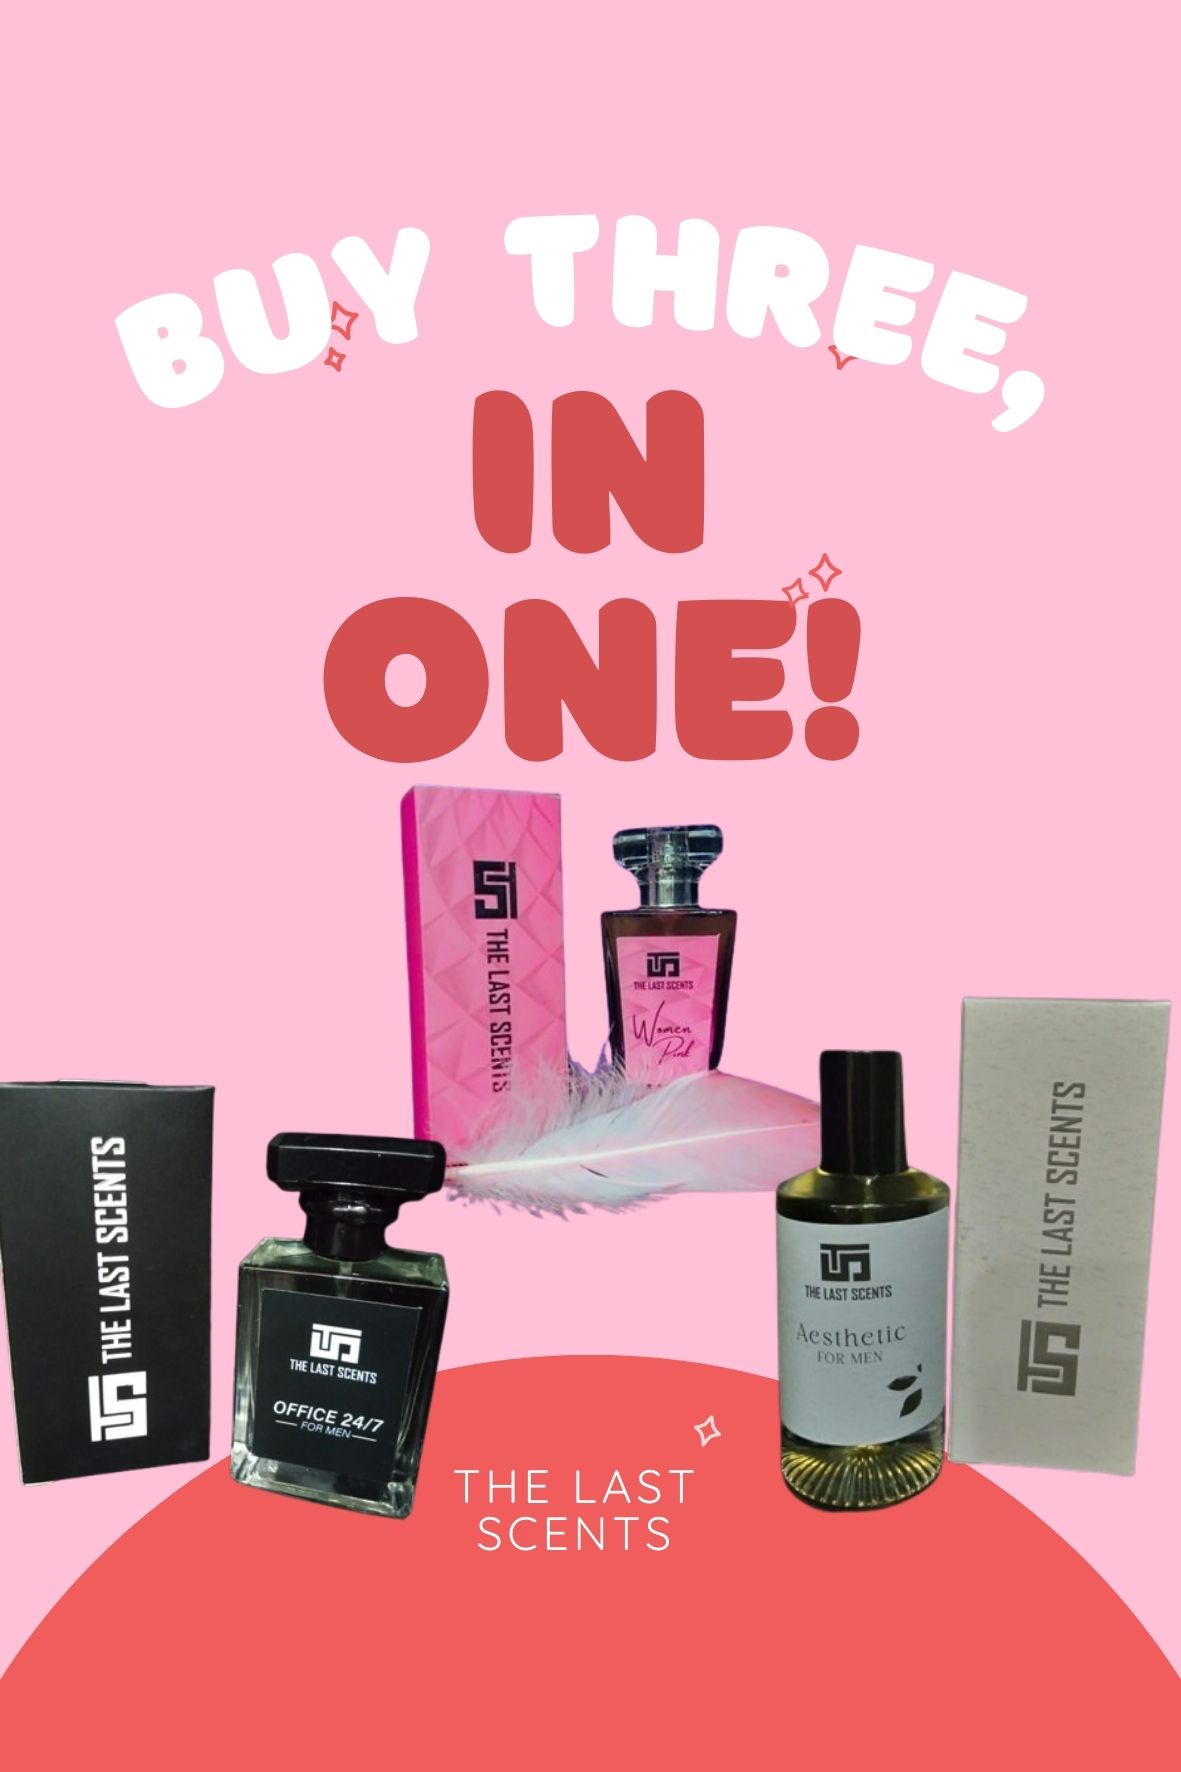 BUY THREE,
IN
ONE!
THE LAST SCENTS
THE LAST SCENTS
Women
Pink
THE LAST SCENTS
THE LAST SCENTS
OFFICE 24/7
FOR MEN
THE LAST SCENTS
Aesthetic
FOR MEN
THE LAST SCENTS
THE LAST
SCENTS